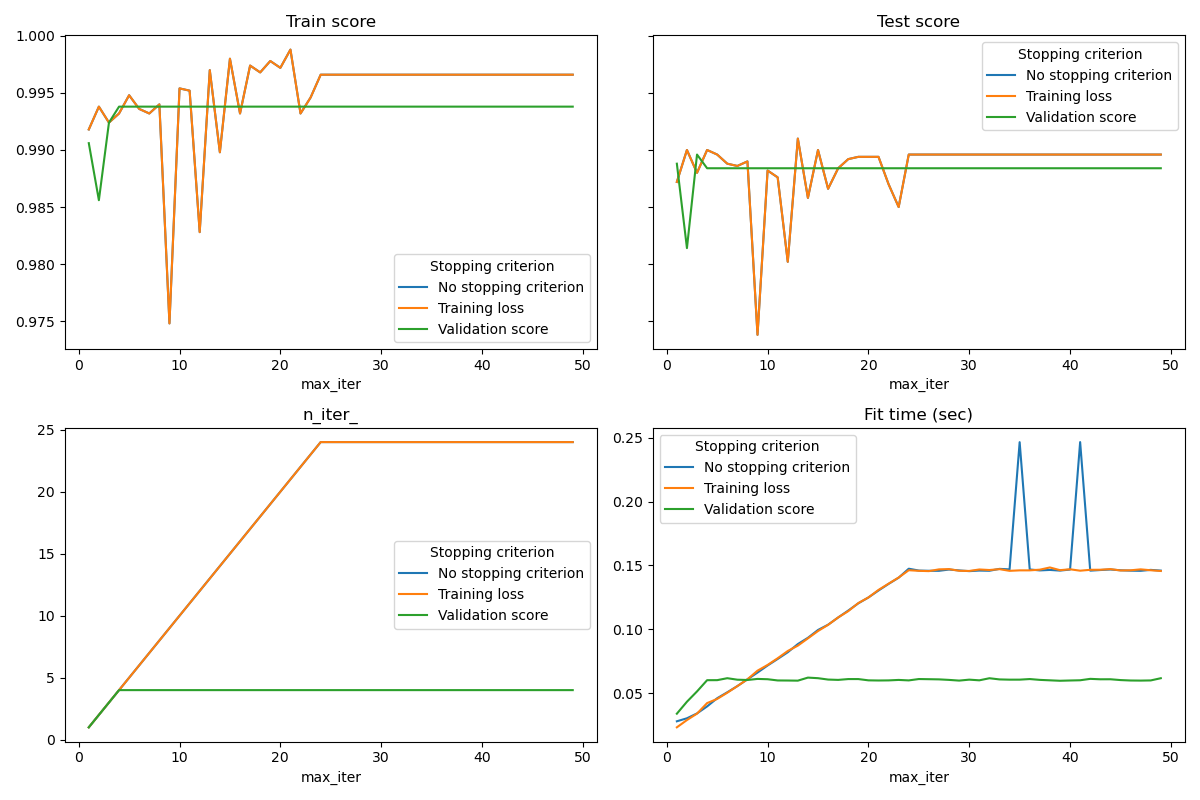 Train score
1.000
0.995
0.990
0.985
0.980
0.975
Stopping criterion
No stopping criterion
Training loss
Validation score
0 10 20 30 40 50
max_iter
Test score
Stopping criterion
No stopping criterion
Training loss
Validation score
0 10 20 30 40 50
max_iter
n_iter_
25
20
15
10
5
0
Stopping criterion
No stopping criterion
Training loss
Validation score
0 10 20 30 40 50
max_iter
Fit time (sec)
0.25
0.20
0.15
0.10
0.05
Stopping criterion
No stopping criterion
Training loss
Validation score
0 10 20 30 40 50
max_iter